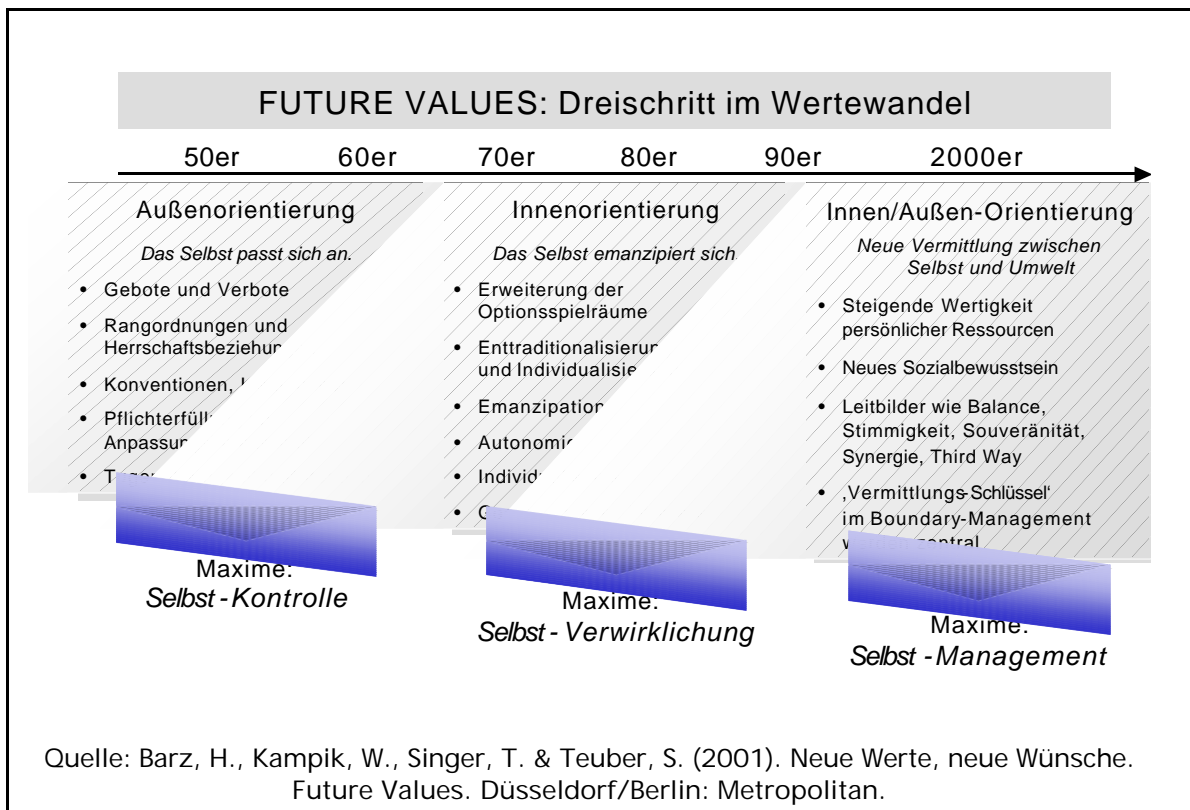 FUTURE VALUES: Dreischritt im Wertewandel
50er 60er 70er 80er 90er 2000er
Außenorientierung
Das Selbst passt sich an.
• Gebote und Verbote
• Rangordnungen und
• Konventionen,
Maxime:
Selbst-Kontrolle
Innenorientierung
Das Selbst emanzipiert sich
• Erweiterung der
Optionsspielräume
•
und
• Emanzipation
Maxime:
Selbst-Verwirklichung
Innen/Außen-Orientierung
Neue Vermittlung zwischen
Selbst und Umwelt
• Steigende Wertigkeit
persönlicher Ressourcen
• Neues Sozialbewusstsein
• Leitbilder wie Balance,
Stimmigkeit, Souveränität,
Synergie, Third Way
• ‚Vermittlungs-Schlüssel‘
im Boundary-Management
Maxime:
Selbst-Management
Quelle: Barz, H., Kampik, W., Singer, T. & Teuber, S. (2001). Neue Werte, neue Wünsche.
Future Values. Düsseldorf/Berlin: Metropolitan.